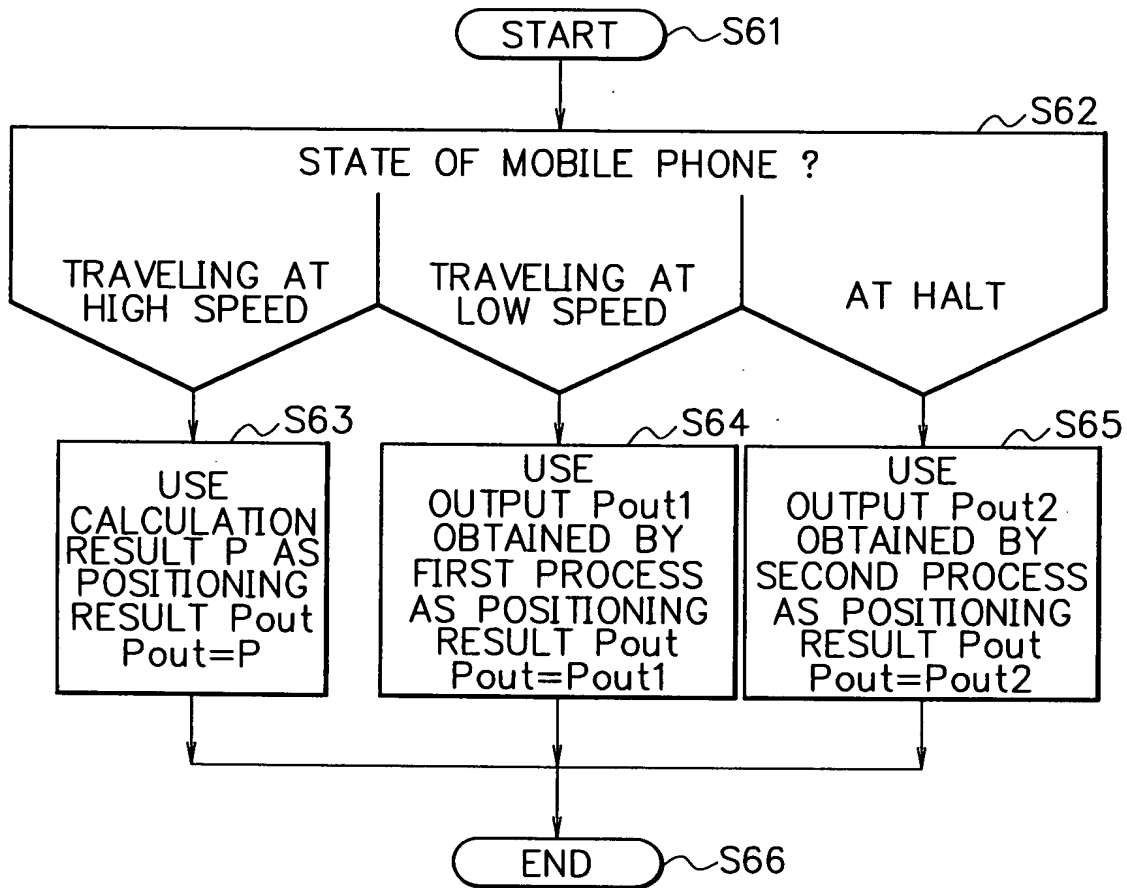 START
S61
S62
STATE OF MOBILE PHONE ?
TRAVELING AT
HIGH SPEED
TRAVELING AT
LOW SPEED
AT HALT
S63
USE
CALCULATION
RESULT P AS
POSITIONING
RESULT Pout
Pout=P
S64
USE
OUTPUT Pout1
OBTAINED BY
FIRST PROCESS
AS POSITIONING
RESULT Pout
Pout=Pout1
S65
USE
OUTPUT Pout2
OBTAINED BY
SECOND PROCESS
AS POSITIONING
RESULT Pout
Pout=Pout2
END
S66